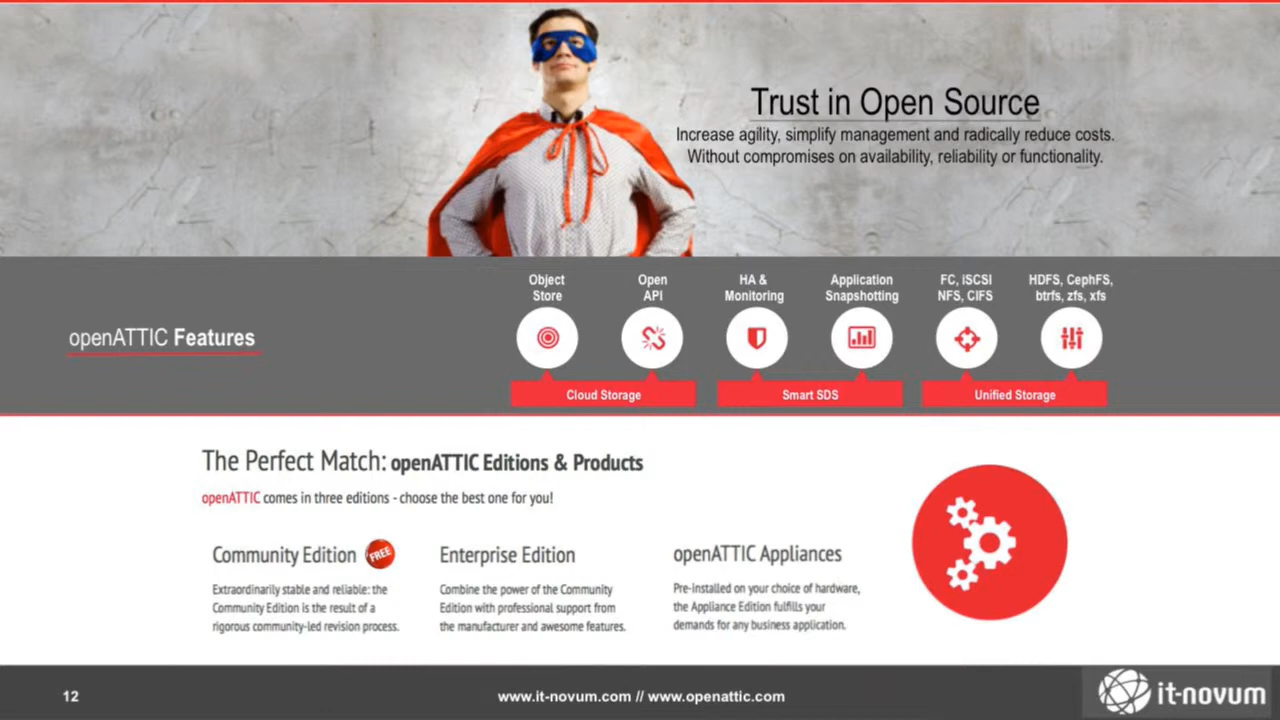 Trust in Open Source
Increase agility, simplify management and radically reduce costs.
Without compromises on availability, reliability or functionality.
openATTIC Features
Object
Store
Open
API
HA &
Monitoring
Application
Snapshotting
FC, iSCSI
NFS, CIFS
HDFS, CephFS,
btrfs, zfs, xfs
Cloud Storage
Smart SDS
Unified Storage
The Perfect Match: openATTIC Editions & Products
openATTIC comes in three editions - choose the best one for you!
Community Edition FREE
Extraordinarily stable and reliable: the
Community Edition is the result of a
rigorous community-led revision process.
Enterprise Edition
Combine the power of the Community
Edition with professional support from
the manufacturer and awesome features.
openATTIC Appliances
Pre-installed on your choice of hardware,
the Appliance Edition fulfills your
demands for any business application.
12
www.it-novum.com // www.openattic.com
it-novum